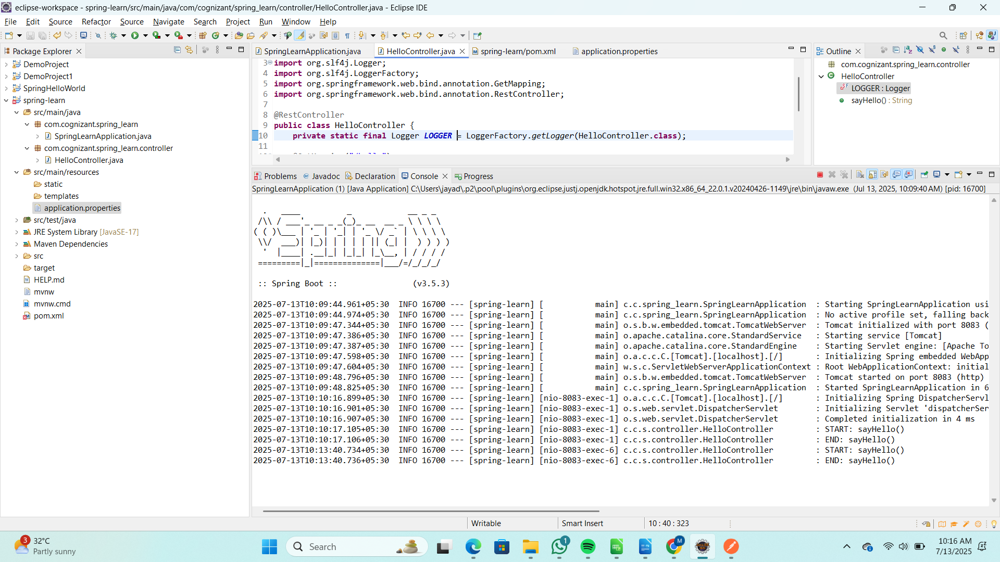 eclipse-workspace - spring-learn/src/main/java/com/cognizant/spring_learn/controller/HelloController.java - Eclipse IDE
File Edit Source Refactor Source Navigate Search Project Run Window Help
Package Explorer
DemoProject
DemoProject1
SpringHelloWorld
spring-learn
src/main/java
com.cognizant.spring_learn
SpringLearnApplication.java
com.cognizant.spring_learn.controller
HelloController.java
src/main/resources
static
templates
application.properties
src/test/java
JRE System Library [JavaSE-17]
Maven Dependencies
src
target
HELP.md
mvnw
mvnw.cmd
pom.xml
SpringLearnApplication.java HelloController.java spring-learn/pom.xml application.properties
3 import org.slf4j.Logger;
4 import org.slf4j.LoggerFactory;
5 import org.springframework.web.bind.annotation.GetMapping;
6 import org.springframework.web.bind.annotation.RestController;
7
8 @RestController
9 public class HelloController {
10 private static final Logger LOGGER = LoggerFactory.getLogger(HelloController.class);
11
Outline
com.cognizant.spring_learn.controller
HelloController
LOGGER : Logger
sayHello() : String
Problems Javadoc Declaration Console Progress
SpringLearnApplication (1) [Java Application] C:\Users\jayad\.p2\pool\plugins\org.eclipse.justj.openjdk.hotspot.jre.full.win32.x86_64_22.0.1.v20240426-1149\jre\bin\javaw.exe (Jul 13, 2025, 10:09:40 AM) [pid: 16700]
Spring
:: Spring Boot :: (v3.5.3)
2025-07-13T10:09:44.961+05:30 INFO 16700 --- [spring-learn] [ main] c.c.spring_learn.SpringLearnApplication : Starting SpringLearnApplication usi
2025-07-13T10:09:44.974+05:30 INFO 16700 --- [spring-learn] [ main] c.c.spring_learn.SpringLearnApplication : No active profile set, falling back
2025-07-13T10:09:47.344+05:30 INFO 16700 --- [spring-learn] [ main] o.s.b.w.embedded.tomcat.TomcatWebServer : Tomcat initialized with port 8083 (
2025-07-13T10:09:47.386+05:30 INFO 16700 --- [spring-learn] [ main] o.apache.catalina.core.StandardService : Starting service [Tomcat]
2025-07-13T10:09:47.387+05:30 INFO 16700 --- [spring-learn] [ main] o.apache.catalina.core.StandardEngine : Starting Servlet engine: [Apache To
2025-07-13T10:09:47.598+05:30 INFO 16700 --- [spring-learn] [ main] o.a.c.c.C.[Tomcat].[localhost].[/] : Initializing Spring embedded WebApp
2025-07-13T10:09:47.604+05:30 INFO 16700 --- [spring-learn] [ main] w.s.c.ServletWebServerApplicationContext : Root WebApplicationContext: initial
2025-07-13T10:09:48.796+05:30 INFO 16700 --- [spring-learn] [ main] o.s.b.w.embedded.tomcat.TomcatWebServer : Tomcat started on port 8083 (http)
2025-07-13T10:09:48.825+05:30 INFO 16700 --- [spring-learn] [ main] c.c.spring_learn.SpringLearnApplication : Started SpringLearnApplication in 6
2025-07-13T10:10:16.899+05:30 INFO 16700 --- [spring-learn] [nio-8083-exec-1] o.a.c.c.C.[Tomcat].[localhost].[/] : Initializing Spring DispatcherServl
2025-07-13T10:10:16.901+05:30 INFO 16700 --- [spring-learn] [nio-8083-exec-1] o.s.web.servlet.DispatcherServlet : Initializing Servlet 'dispatcherSer
2025-07-13T10:10:16.907+05:30 INFO 16700 --- [spring-learn] [nio-8083-exec-1] o.s.web.servlet.DispatcherServlet : Completed initialization in 4 ms
2025-07-13T10:10:17.105+05:30 INFO 16700 --- [spring-learn] [nio-8083-exec-1] c.c.s.controller.HelloController : START: sayHello()
2025-07-13T10:10:17.106+05:30 INFO 16700 --- [spring-learn] [nio-8083-exec-1] c.c.s.controller.HelloController : END: sayHello()
2025-07-13T10:13:40.734+05:30 INFO 16700 --- [spring-learn] [nio-8083-exec-6] c.c.s.controller.HelloController : START: sayHello()
2025-07-13T10:13:40.736+05:30 INFO 16700 --- [spring-learn] [nio-8083-exec-6] c.c.s.controller.HelloController : END: sayHello()
Writable Smart Insert 10 : 40 : 323
3
32°C
Partly sunny
Search
1
M
10:16 AM
7/13/2025